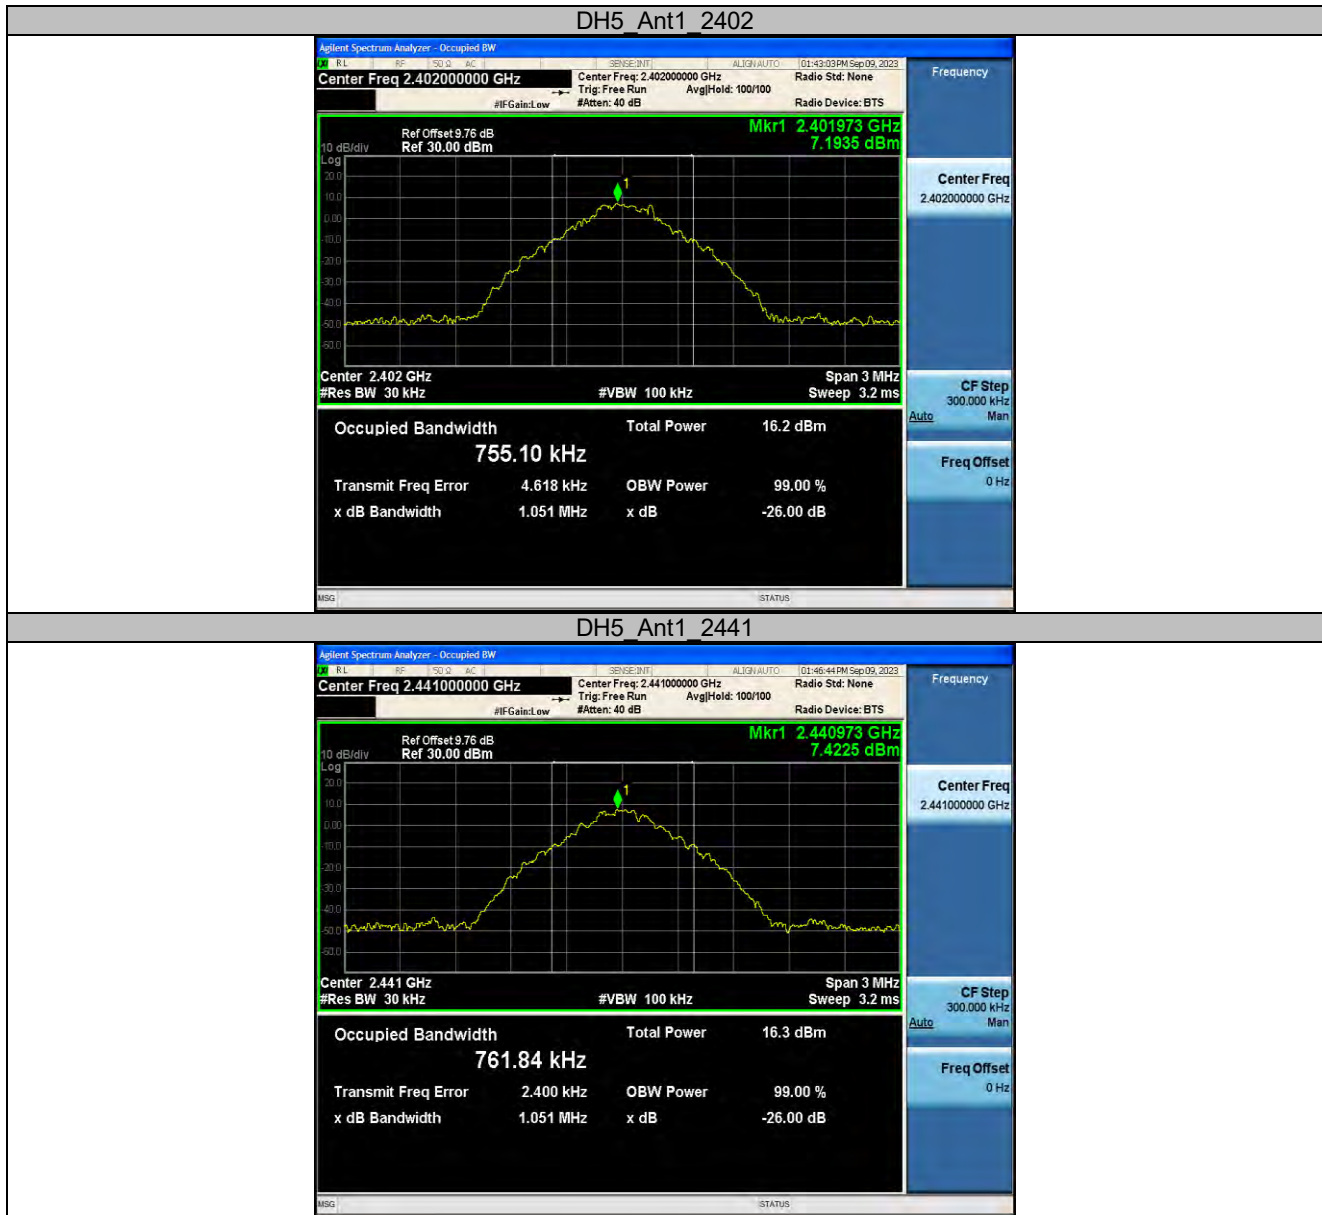 DH5_Ant1_2402
Agilent Spectrum Analyzer - Occupied BW
LXI RL RF 50 Ω AC SENSE:INT ALIGN AUTO 01:43:03 PM Sep 09, 2023
Center Freq 2.402000000 GHz
Center Freq: 2.402000000 GHz Radio Std: None
Trig: Free Run Avg|Hold: 100/100
#IFGain:Low #Atten: 40 dB Radio Device: BTS
Frequency
Mkr1 2.401973 GHz
7.1935 dBm
Ref Offset 9.76 dB
10 dB/div Ref 30.00 dBm
Log
20.0
10.0
0.00
-10.0
-20.0
-30.0
-40.0
-50.0
-60.0
1
Center 2.402 GHz Span 3 MHz
#Res BW 30 kHz #VBW 100 kHz Sweep 3.2 ms
Occupied Bandwidth Total Power 16.2 dBm
755.10 kHz
Transmit Freq Error 4.618 kHz OBW Power 99.00 %
x dB Bandwidth 1.051 MHz x dB -26.00 dB
Center Freq
2.402000000 GHz
CF Step
300.000 kHz
Auto Man
Freq Offset
0 Hz
MSG STATUS
DH5_Ant1_2441
Agilent Spectrum Analyzer - Occupied BW
LXI RL RF 50 Ω AC SENSE:INT ALIGN AUTO 01:46:44 PM Sep 09, 2023
Center Freq 2.441000000 GHz
Center Freq: 2.441000000 GHz Radio Std: None
Trig: Free Run Avg|Hold: 100/100
#IFGain:Low #Atten: 40 dB Radio Device: BTS
Frequency
Mkr1 2.440973 GHz
7.4225 dBm
Ref Offset 9.76 dB
10 dB/div Ref 30.00 dBm
Log
20.0
10.0
0.00
-10.0
-20.0
-30.0
-40.0
-50.0
-60.0
1
Center 2.441 GHz Span 3 MHz
#Res BW 30 kHz #VBW 100 kHz Sweep 3.2 ms
Occupied Bandwidth Total Power 16.3 dBm
761.84 kHz
Transmit Freq Error 2.400 kHz OBW Power 99.00 %
x dB Bandwidth 1.051 MHz x dB -26.00 dB
Center Freq
2.441000000 GHz
CF Step
300.000 kHz
Auto Man
Freq Offset
0 Hz
MSG STATUS